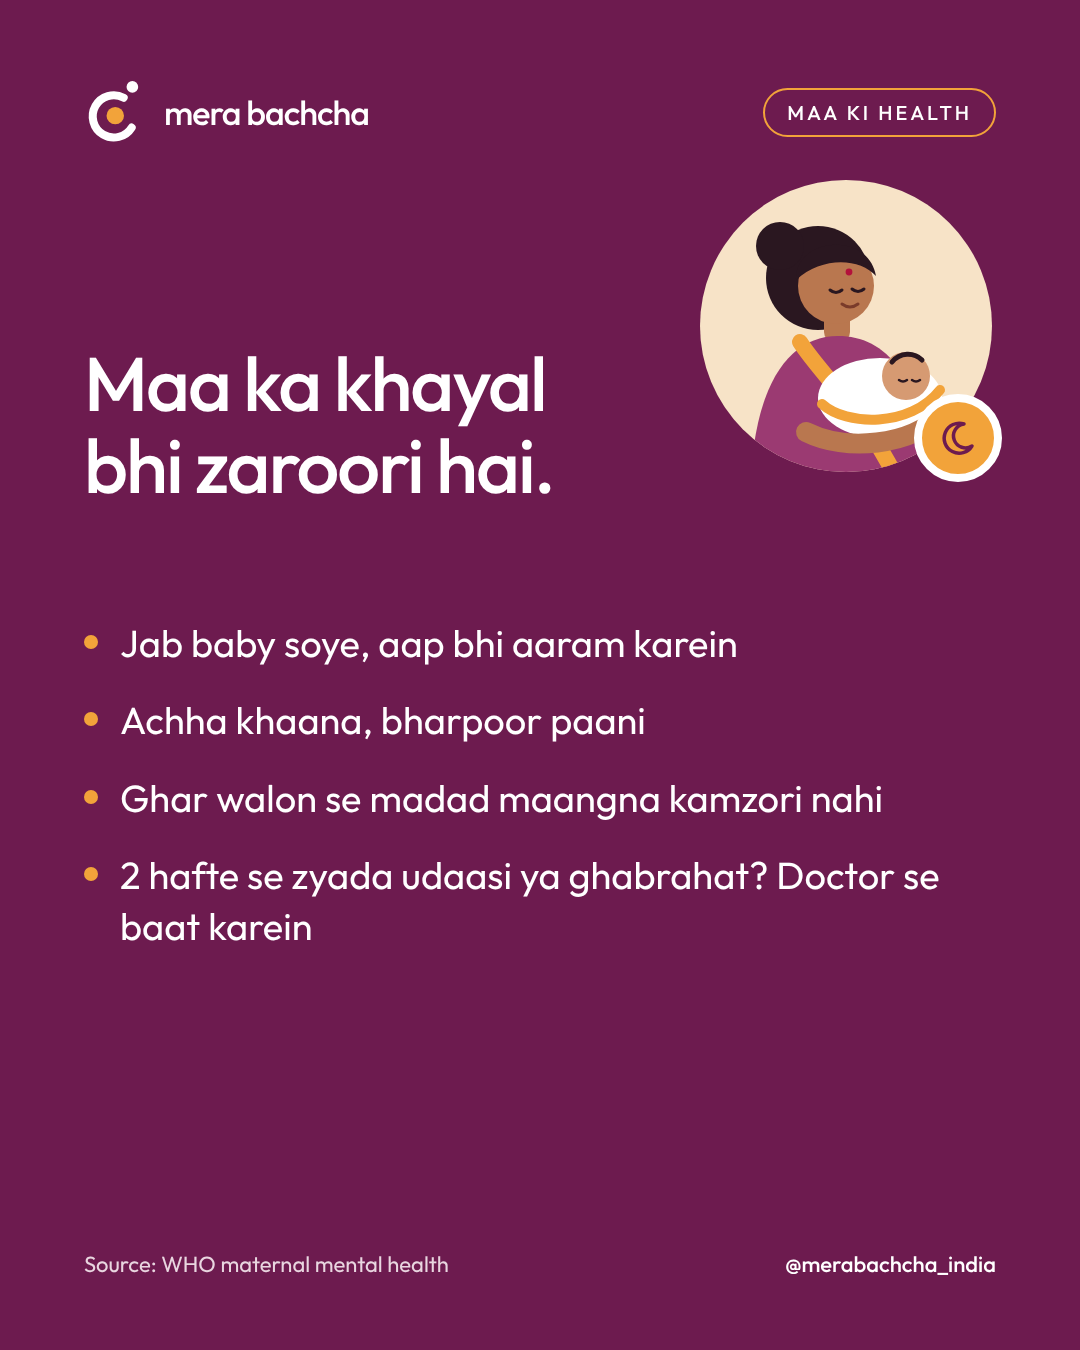 mera bachcha
MAA KI HEALTH
Maa ka khayal
bhi zaroori hai.
Jab baby soye, aap bhi aaram karein
Achha khaana, bharpoor paani
Ghar walon se madad maangna kamzori nahi
2 hafte se zyada udaasi ya ghabrahat? Doctor se
baat karein
Source: WHO maternal mental health
@merabachcha_india